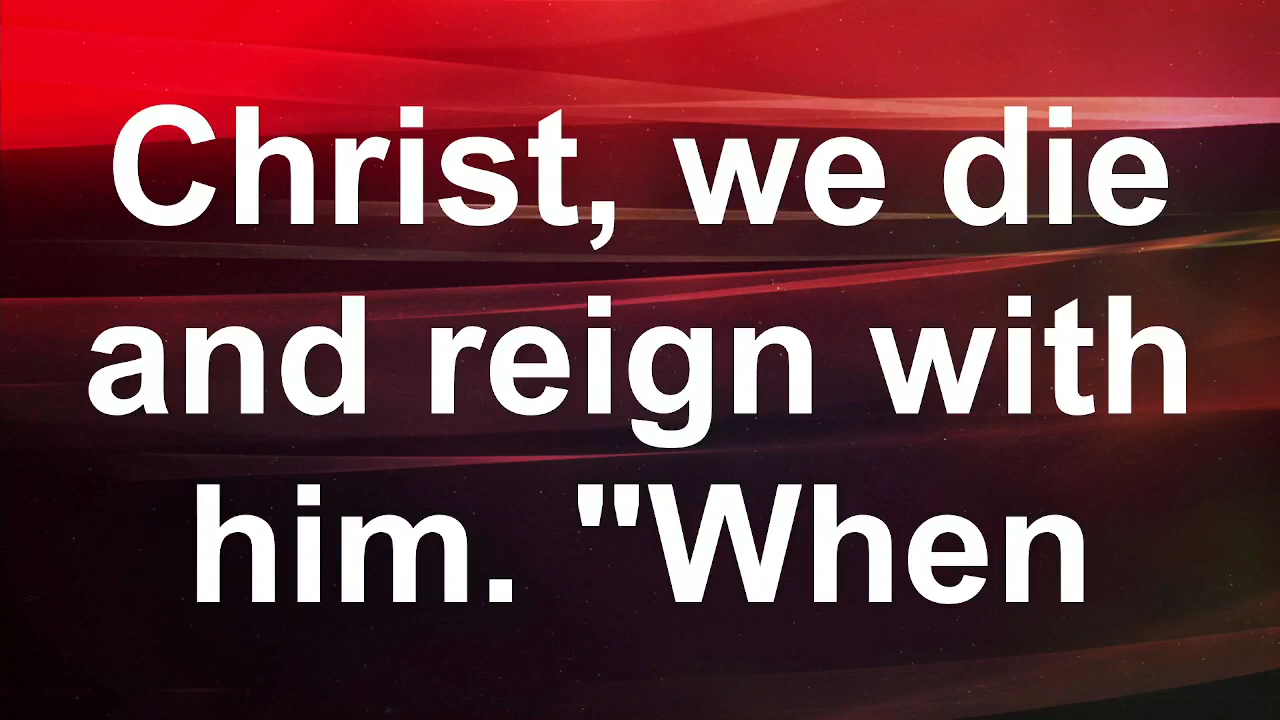 Christ, we die
and reign with
him. "When